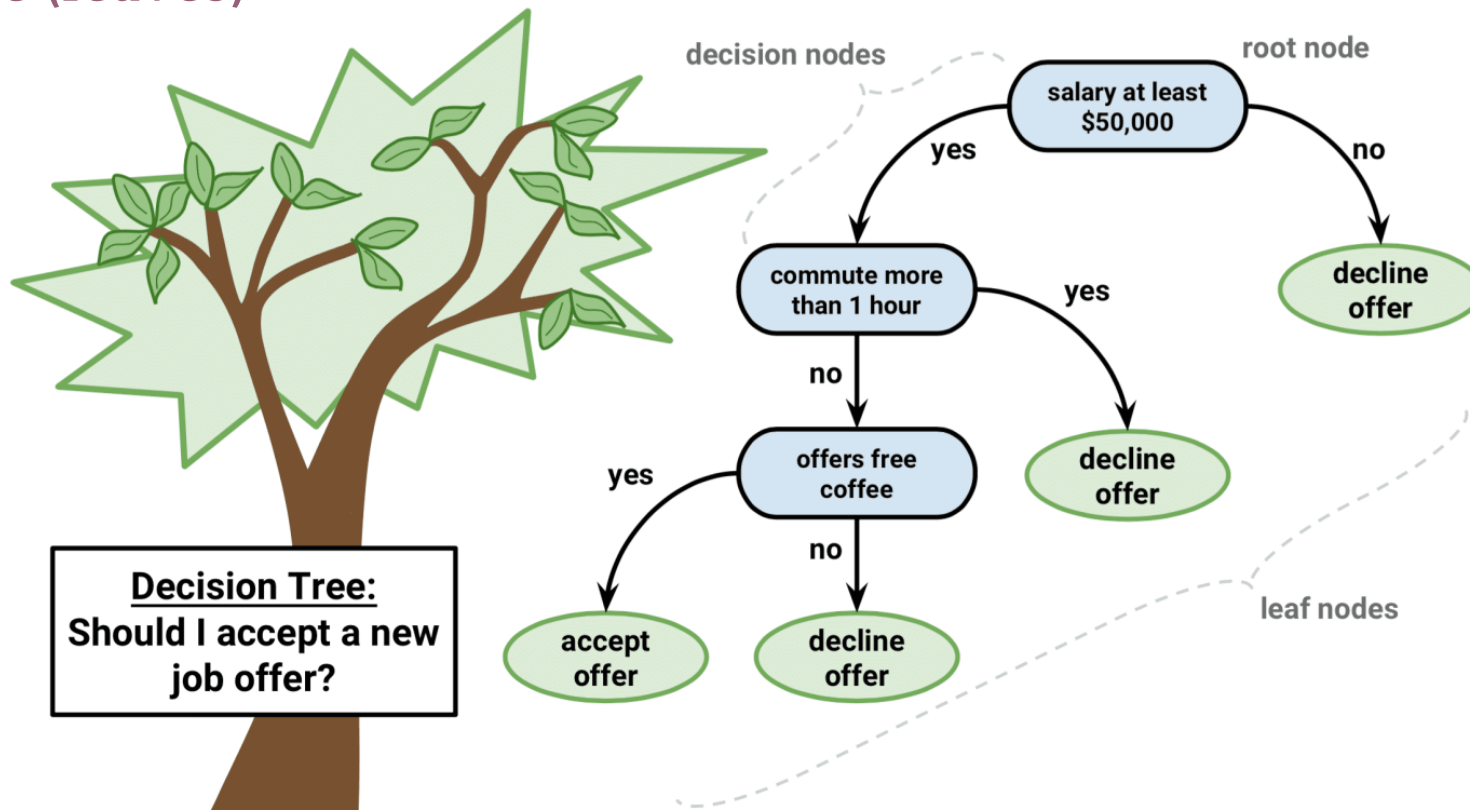 decision nodes
root node
salary at least
$50,000
yes
no
commute more
than 1 hour
decline
offer
yes
no
offers free
coffee
decline
offer
yes
no
leaf nodes
accept
offer
decline
offer
Decision Tree:
Should I accept a new
job offer?